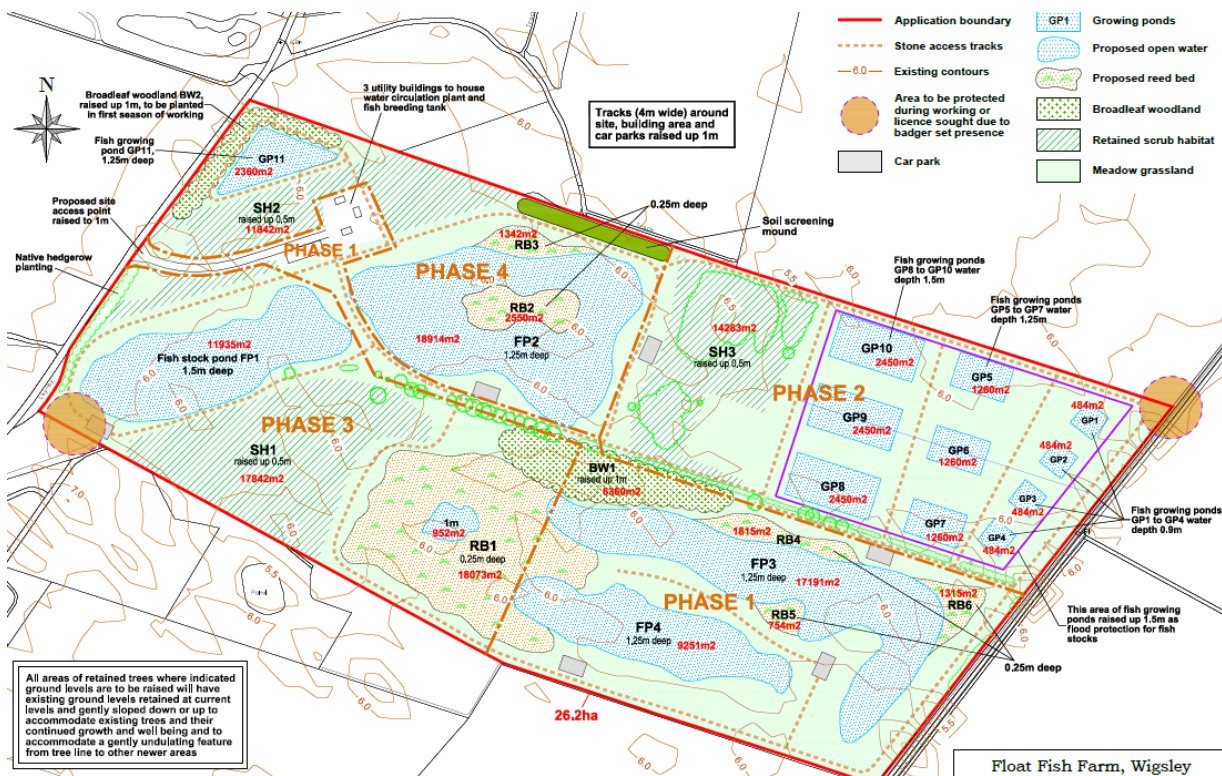 N
Broadleaf woodland BW2,
raised up 1m, to be planted
in first season of working
Fish growing
pond GP11,
1.25m deep
Proposed site
access point
raised to 1m
Native hedgerow
planting
3 utility buildings to house
water circulation plant and
fish breeding tank
Tracks (4m wide) around
site, building area and
car parks raised up 1m
0.25m deep
Soil screening
mound
Application boundary
Stone access tracks
6.0
Existing contours
Area to be protected
during working or
licence sought due to
badger set presence
Car park
GP1
Growing ponds
Proposed open water
Proposed reed bed
Broadleaf woodland
Retained scrub habitat
Meadow grassland
GP11
2360m2
SH2
raised up 0,5m
11842m2
PHASE 1
1342m2
RB3
PHASE 4
RB2
2550m2
18914m2
FP2
1,25m deep
11935m2
Fish stock pond FP1
1.5m deep
PHASE 3
SH1
raised up 0,5m
17842m2
14283m2
SH3
raised up 0,5m
PHASE 2
Fish growing ponds
GP8 to GP10 water
depth 1.5m
Fish growing ponds
GP5 to GP7 water
depth 1,25m
GP10
2450m2
GP5
1260m2
484m2
GP1
GP9
2450m2
GP6
1260m2
484m2
GP2
GP8
2450m2
GP7
1260m2
GP3
484m2
GP4
484m2
Fish growing ponds
GP1 to GP4 water
depth 0.9m
This area of fish growing
ponds raised up 1.5m as
flood protection for fish
stocks
BW1
raised up 1m
6360m2
1m
952m2
RB1
0.25m deep
18073m2
1815m2
RB4
FP3
1,25m deep
17191m2
PHASE 1
RB5
754m2
1315m2
RB6
FP4
1,25m deep
9251m2
0.25m deep
26.2ha
6.0
6.5
5.5
7.0
Pond
All areas of retained trees where indicated
ground levels are to be raised will have
existing ground levels retained at current
levels and gently sloped down or up to
accommodate existing trees and their
continued growth and well being and to
accommodate a gently undulating feature
from tree line to other newer areas
Float Fish Farm, Wigsley